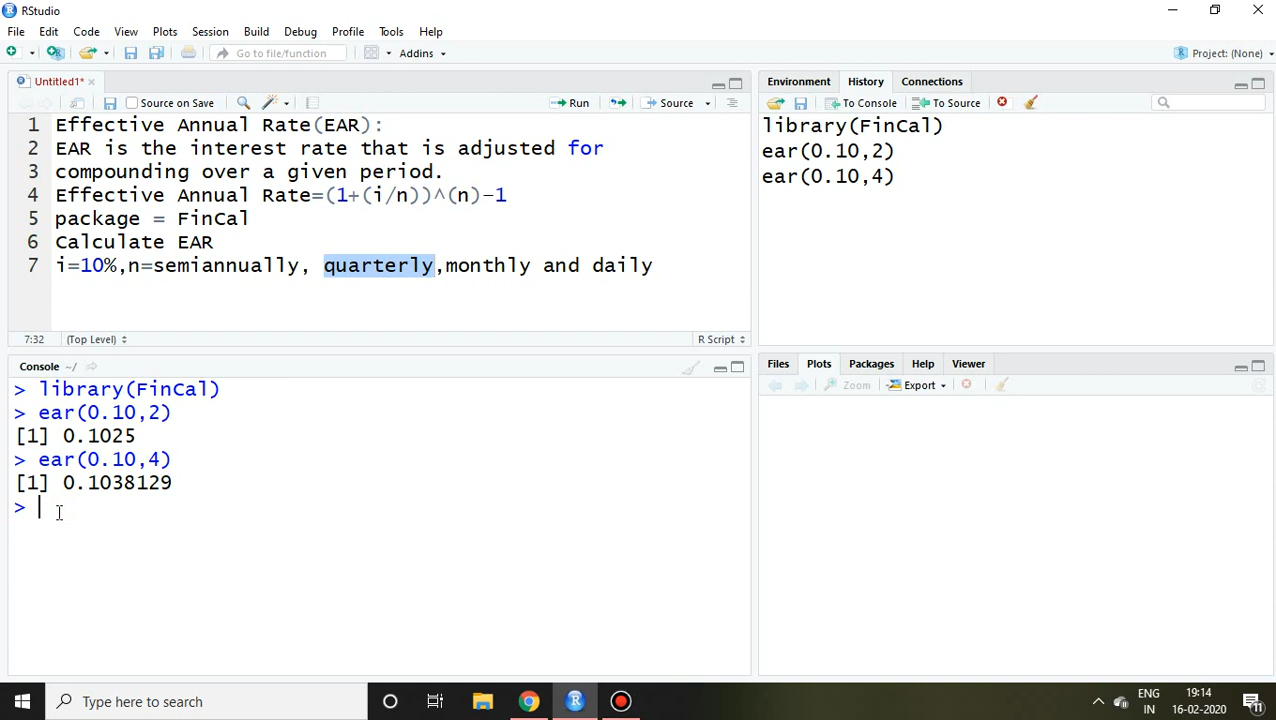 RStudio
File Edit Code View Plots Session Build Debug Profile Tools Help
Go to file/function Addins Project: (None)
Untitled1*
Source on Save Run Source
1 Effective Annual Rate(EAR):
2 EAR is the interest rate that is adjusted for
3 compounding over a given period.
4 Effective Annual Rate=(1+(i/n))^(n)-1
5 package = FinCal
6 Calculate EAR
7 i=10%,n=semiannually, quarterly,monthly and daily
7:32 (Top Level) R Script
Console ~/
> library(FinCal)
> ear(0.10,2)
[1] 0.1025
> ear(0.10,4)
[1] 0.1038129
>
Environment History Connections
To Console To Source
library(FinCal)
ear(0.10,2)
ear(0.10,4)
Files Plots Packages Help Viewer
Zoom Export
Type here to search
ENG
IN
19:14
16-02-2020
11